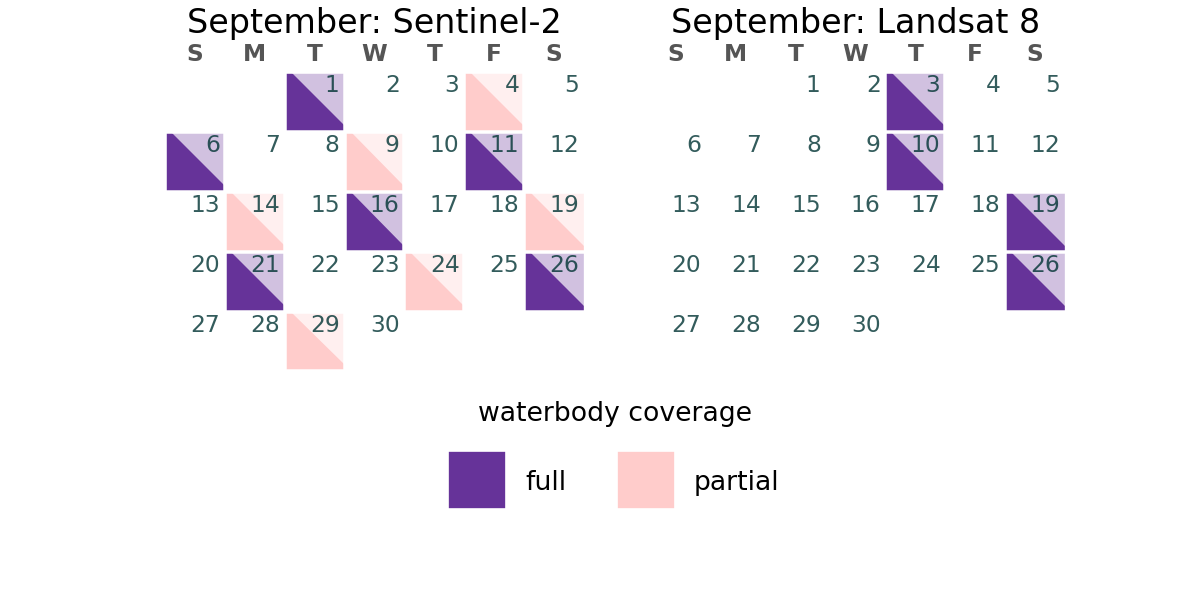 September: Sentinel-2
S M T W T F S
1 2 3 4 5
6 7 8 9 10 11 12
13 14 15 16 17 18 19
20 21 22 23 24 25 26
27 28 29 30
September: Landsat 8
S M T W T F S
1 2 3 4 5
6 7 8 9 10 11 12
13 14 15 16 17 18 19
20 21 22 23 24 25 26
27 28 29 30
waterbody coverage
full partial